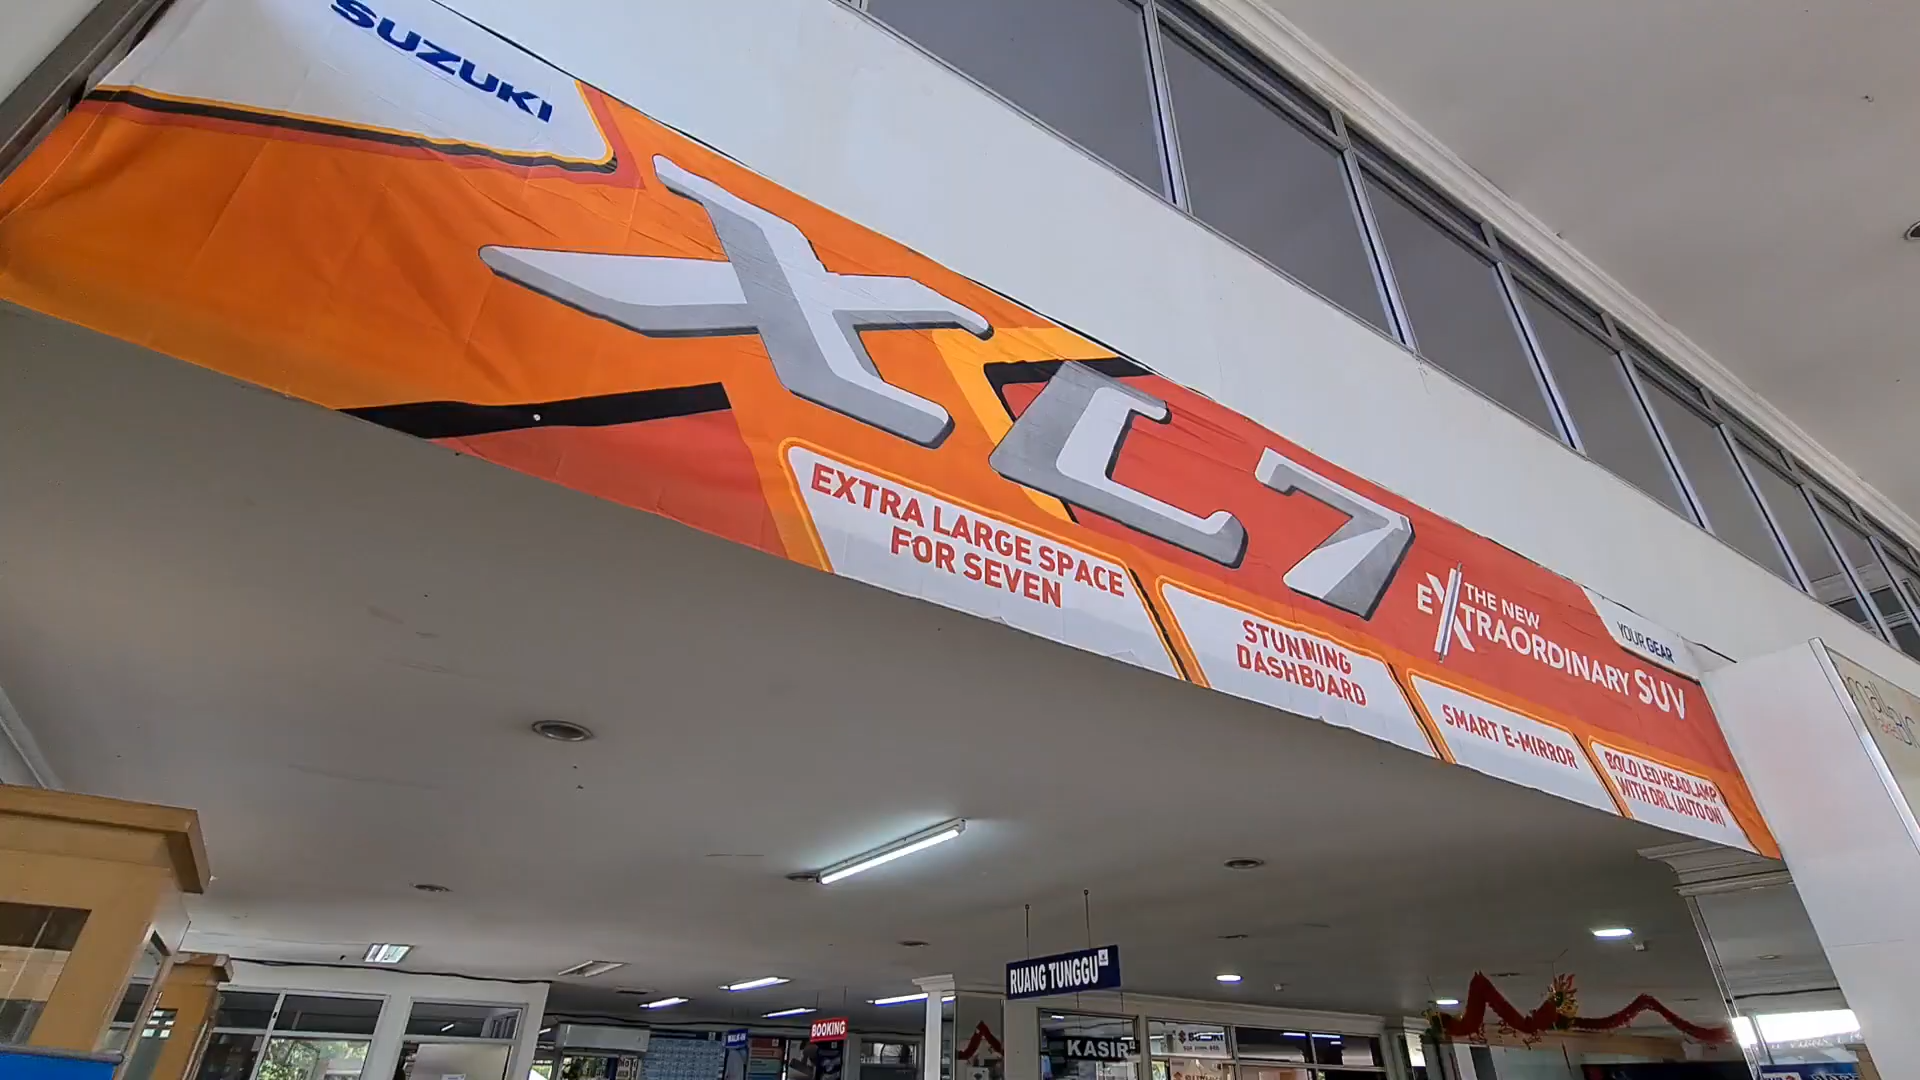 SUZUKI
XL7
EXTRA LARGE SPACE
FOR SEVEN
STUNNING
DASHBOARD
SMART E-MIRROR
BOLD LED HEADLAMP
WITH DRL (AUTO ON)
THE NEW
EXTRAORDINARY SUV
YOUR GEAR
RUANG TUNGGU
BOOKING
KASIR
SUZUKI